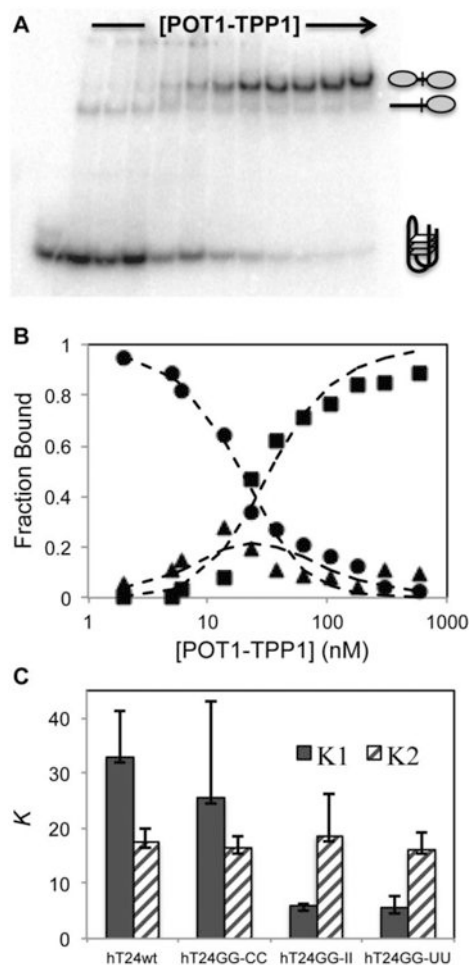 A
[POT1-TPP1]
B
Fraction Bound
1
0.8
0.6
0.4
0.2
0
1 10 100 1000
[POT1-TPP1] (nM)
C
K
40
30
20
10
0
K1 K2
hT24wt hT24GG-CC hT24GG-II hT24GG-UU